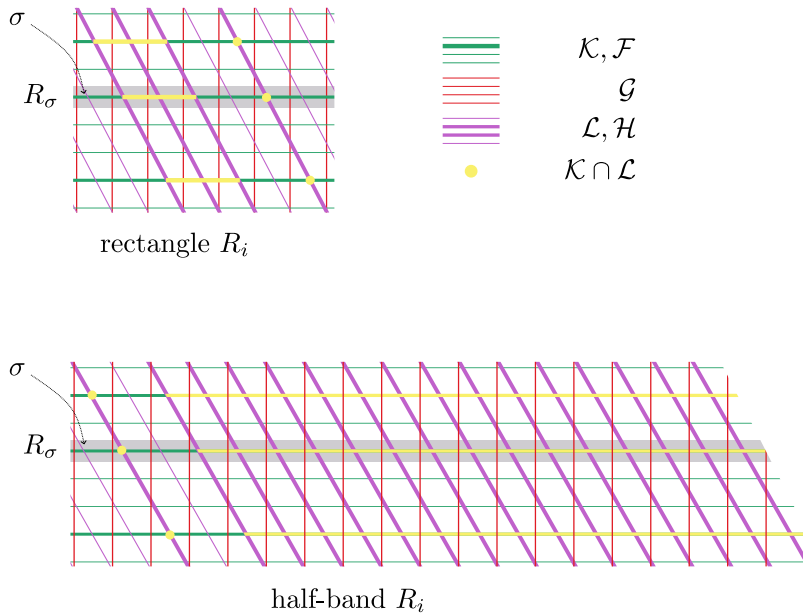 σ
R_σ
rectangle R_i
𝒦, ℱ
𝒢
ℒ, ℋ
𝒦 ∩ ℒ
σ
R_σ
half-band R_i